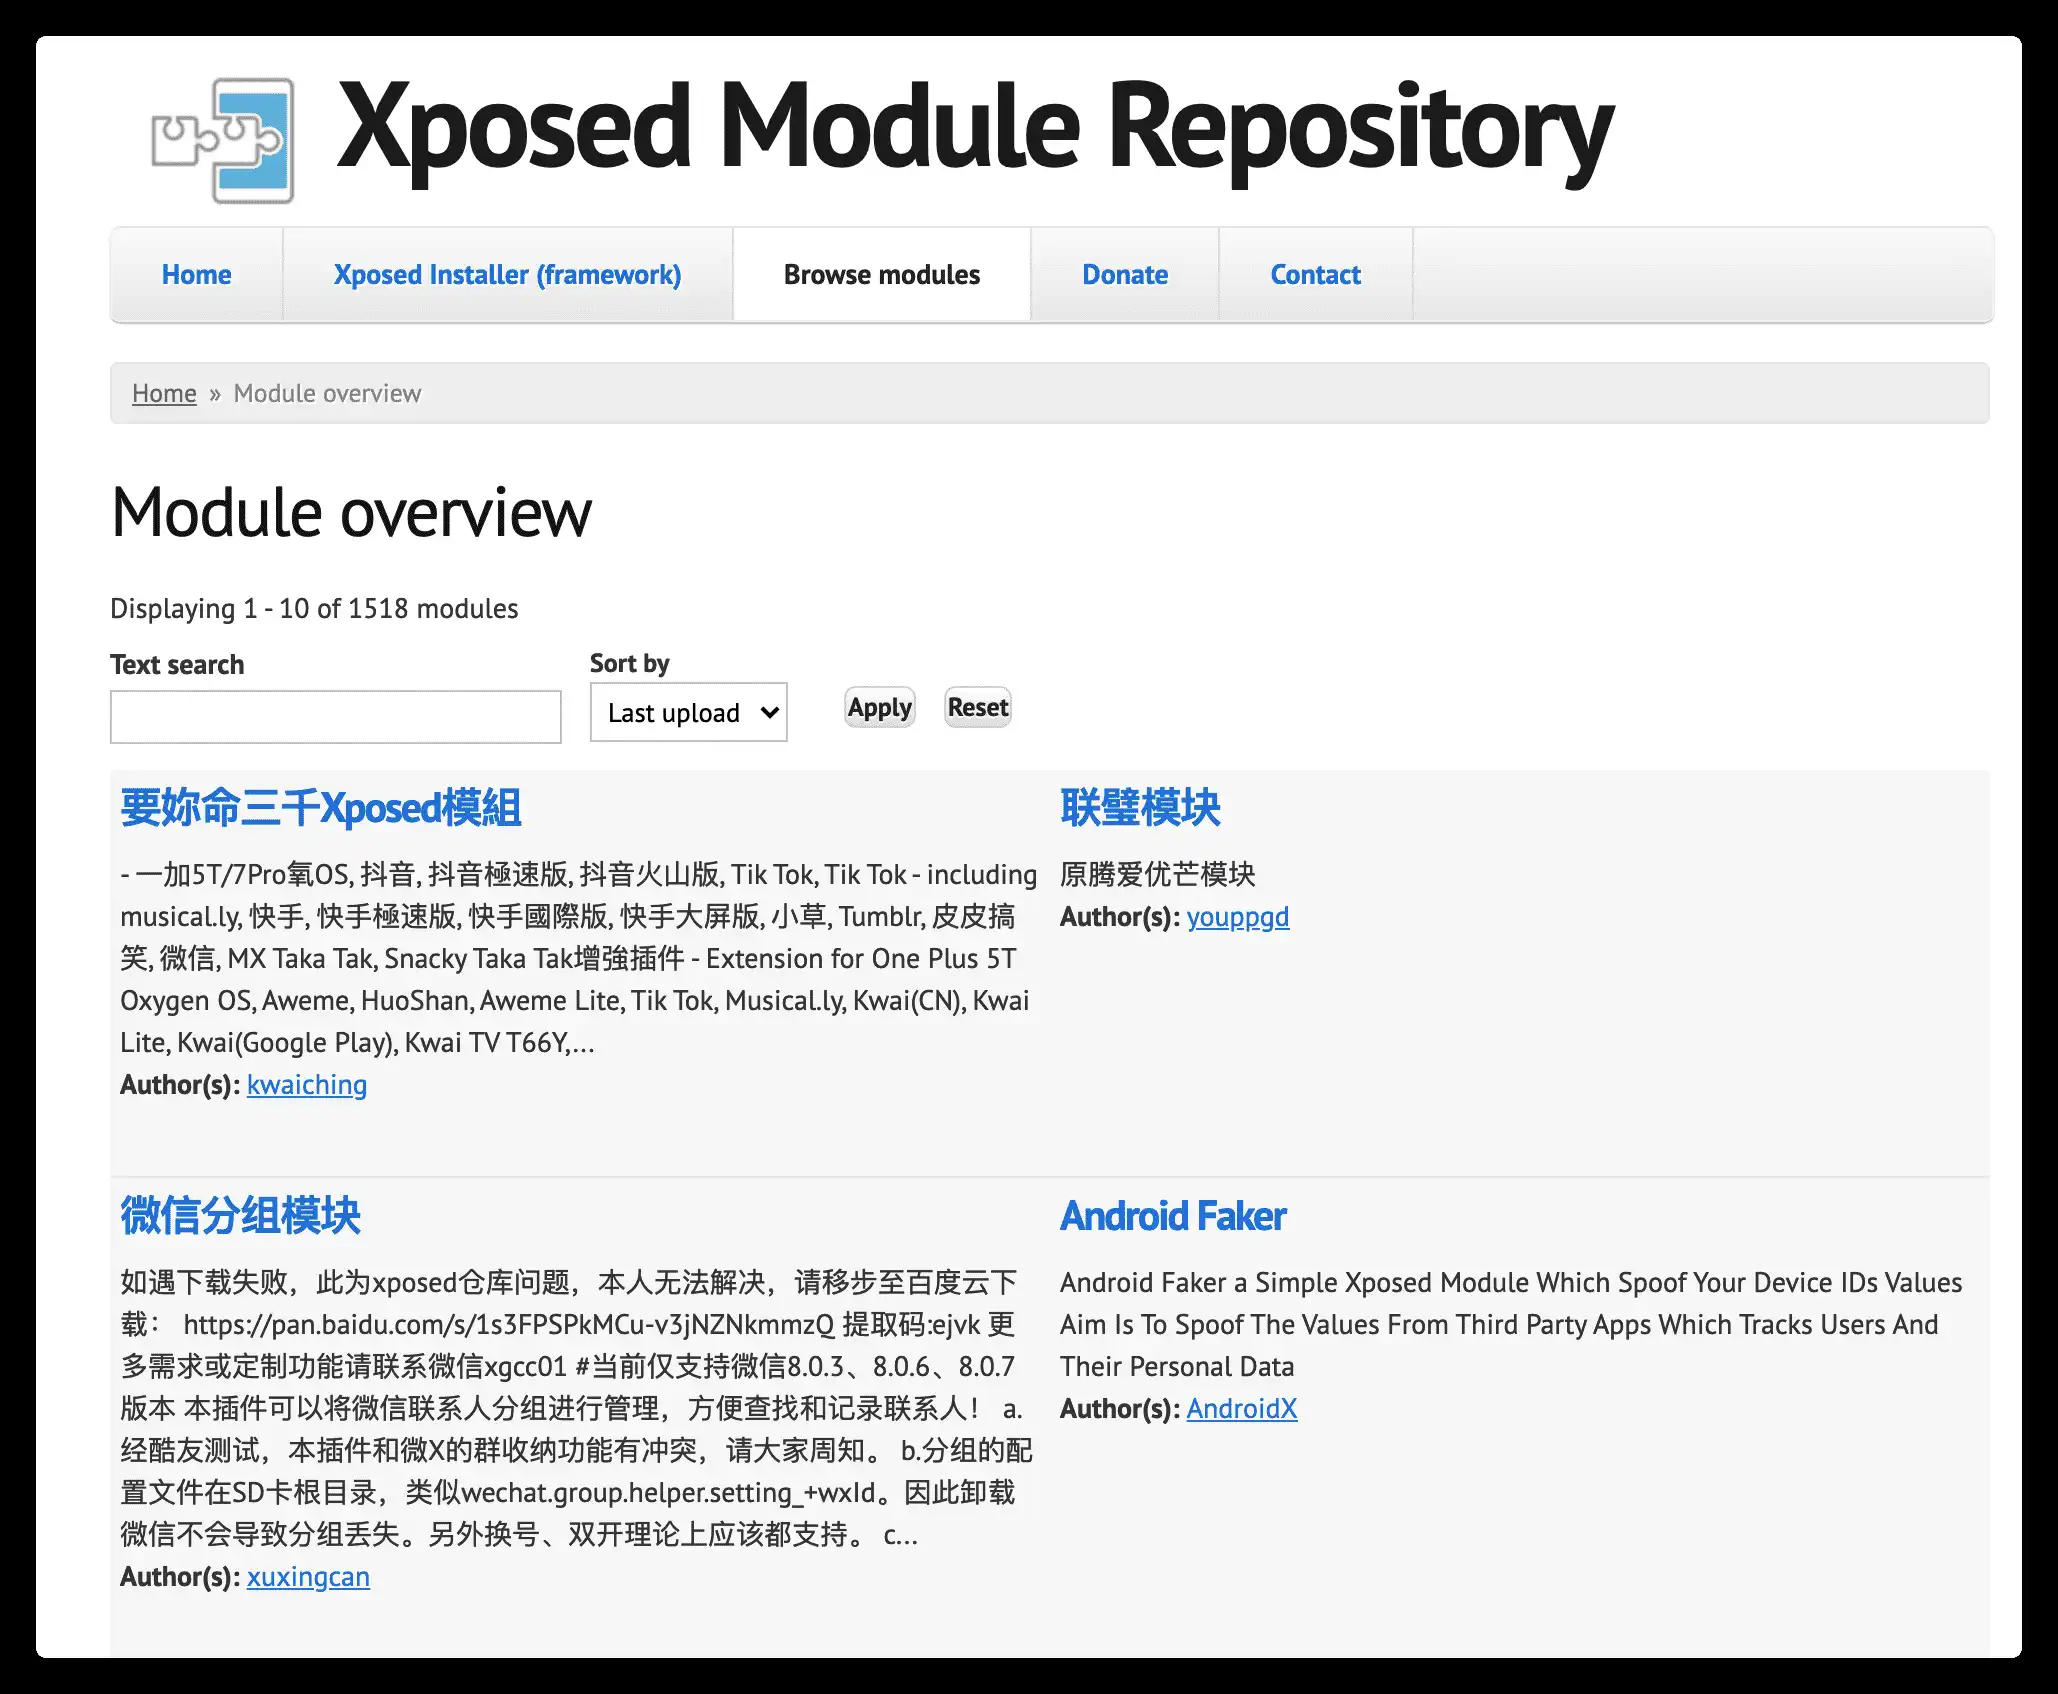 Xposed Module Repository
Home
Xposed Installer (framework)
Browse modules
Donate
Contact
Home » Module overview
Module overview
Displaying 1 - 10 of 1518 modules
Text search
Sort by
Last upload
Apply
Reset
要妳命三千Xposed模組
- 一加5T/7Pro氧OS, 抖音, 抖音極速版, 抖音火山版, Tik Tok, Tik Tok - including
musical.ly, 快手, 快手極速版, 快手國際版, 快手大屏版, 小草, Tumblr, 皮皮搞
笑, 微信, MX Taka Tak, Snacky Taka Tak增強插件 - Extension for One Plus 5T
Oxygen OS, Aweme, HuoShan, Aweme Lite, Tik Tok, Musical.ly, Kwai(CN), Kwai
Lite, Kwai(Google Play), Kwai TV T66Y,...
Author(s): kwaiching
联璧模块
原腾爱优芒模块
Author(s): youppgd
微信分组模块
如遇下载失败，此为xposed仓库问题，本人无法解决，请移步至百度云下
载： https://pan.baidu.com/s/1s3FPSPkMCu-v3jNZNkmmzQ 提取码:ejvk 更
多需求或定制功能请联系微信xgcc01 #当前仅支持微信8.0.3、8.0.6、8.0.7
版本 本插件可以将微信联系人分组进行管理，方便查找和记录联系人！ a.
经酷友测试，本插件和微X的群收纳功能有冲突，请大家周知。 b.分组的配
置文件在SD卡根目录，类似wechat.group.helper.setting_+wxId。因此卸载
微信不会导致分组丢失。另外换号、双开理论上应该都支持。 c...
Author(s): xuxingcan
Android Faker
Android Faker a Simple Xposed Module Which Spoof Your Device IDs Values
Aim Is To Spoof The Values From Third Party Apps Which Tracks Users And
Their Personal Data
Author(s): AndroidX